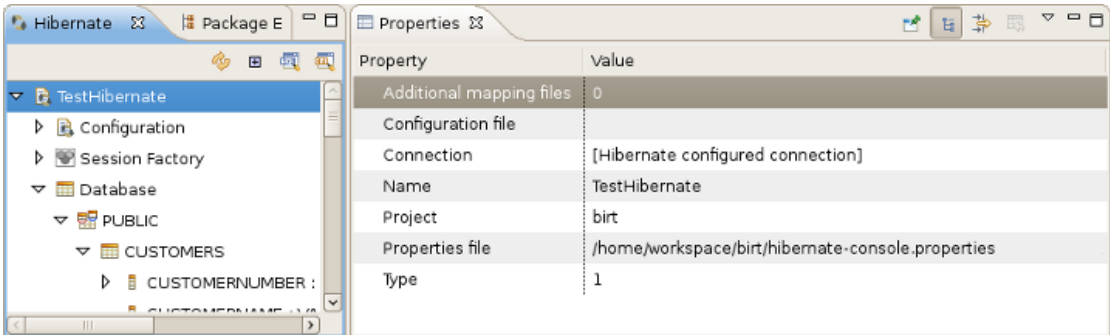 Hibernate
Package E
TestHibernate
Configuration
Session Factory
Database
PUBLIC
CUSTOMERS
CUSTOMERNUMBER :
Properties
Property Value
Additional mapping files 0
Configuration file
Connection [Hibernate configured connection]
Name TestHibernate
Project birt
Properties file /home/workspace/birt/hibernate-console.properties
Type 1